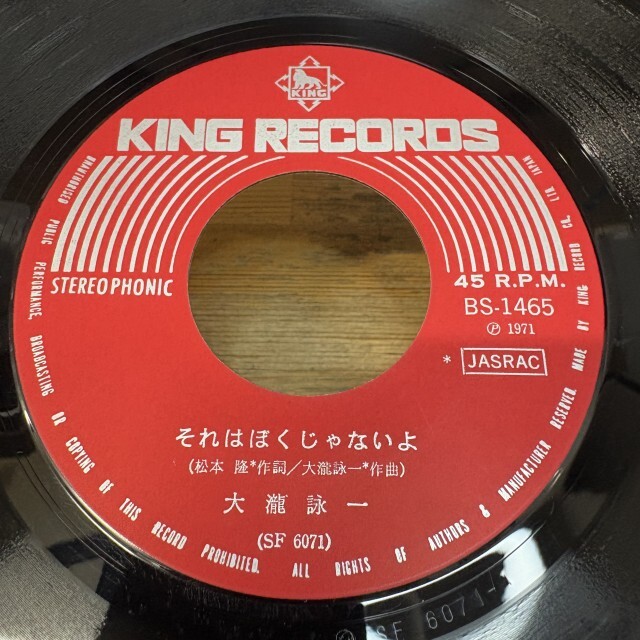 KING
KING RECORDS
STEREOPHONIC
45 R.P.M.
BS-1465
Ⓟ 1971
* JASRAC
それはぼくじゃないよ
(松本 隆*作詞/大瀧詠一*作曲)
大瀧詠一
(SF 6071)
UNAUTHORISED PUBLIC PERFORMANCE, BROADCASTING OR COPYING OF THIS RECORD PROHIBITED. ALL RIGHTS OF AUTHORS & MANUFACTURER RESERVED. MADE BY KING RECORD CO., LTD JAPAN
SF 6071